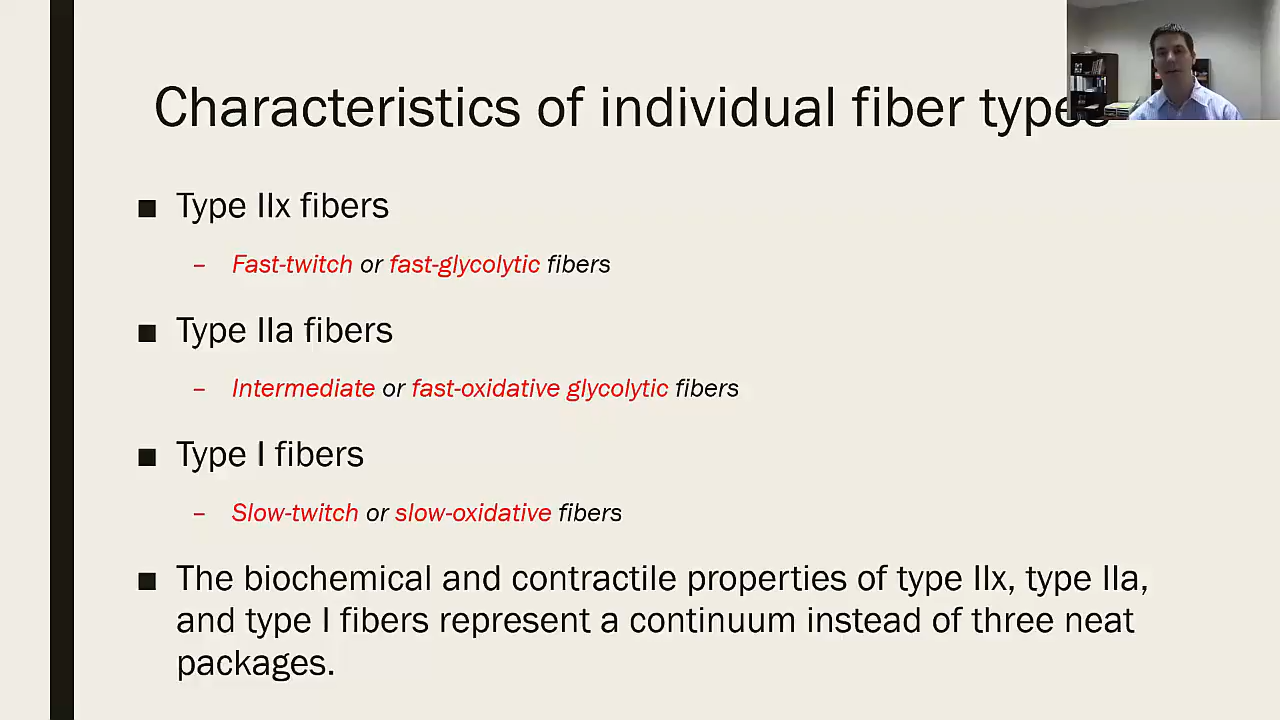 Characteristics of individual fiber types
■ Type IIx fibers
– Fast-twitch or fast-glycolytic fibers
■ Type IIa fibers
– Intermediate or fast-oxidative glycolytic fibers
■ Type I fibers
– Slow-twitch or slow-oxidative fibers
■ The biochemical and contractile properties of type IIx, type IIa,
and type I fibers represent a continuum instead of three neat
packages.